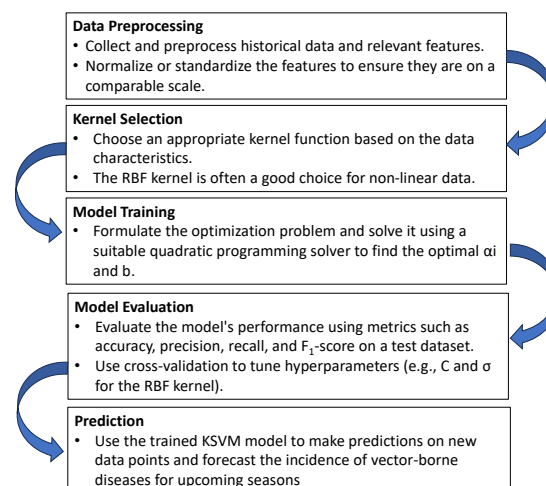 Data Preprocessing
• Collect and preprocess historical data and relevant features.
• Normalize or standardize the features to ensure they are on a
comparable scale.
Kernel Selection
• Choose an appropriate kernel function based on the data
characteristics.
• The RBF kernel is often a good choice for non-linear data.
Model Training
• Formulate the optimization problem and solve it using a
suitable quadratic programming solver to find the optimal αi
and b.
Model Evaluation
• Evaluate the model's performance using metrics such as
accuracy, precision, recall, and F₁-score on a test dataset.
• Use cross-validation to tune hyperparameters (e.g., C and σ
for the RBF kernel).
Prediction
• Use the trained KSVM model to make predictions on new
data points and forecast the incidence of vector-borne
diseases for upcoming seasons